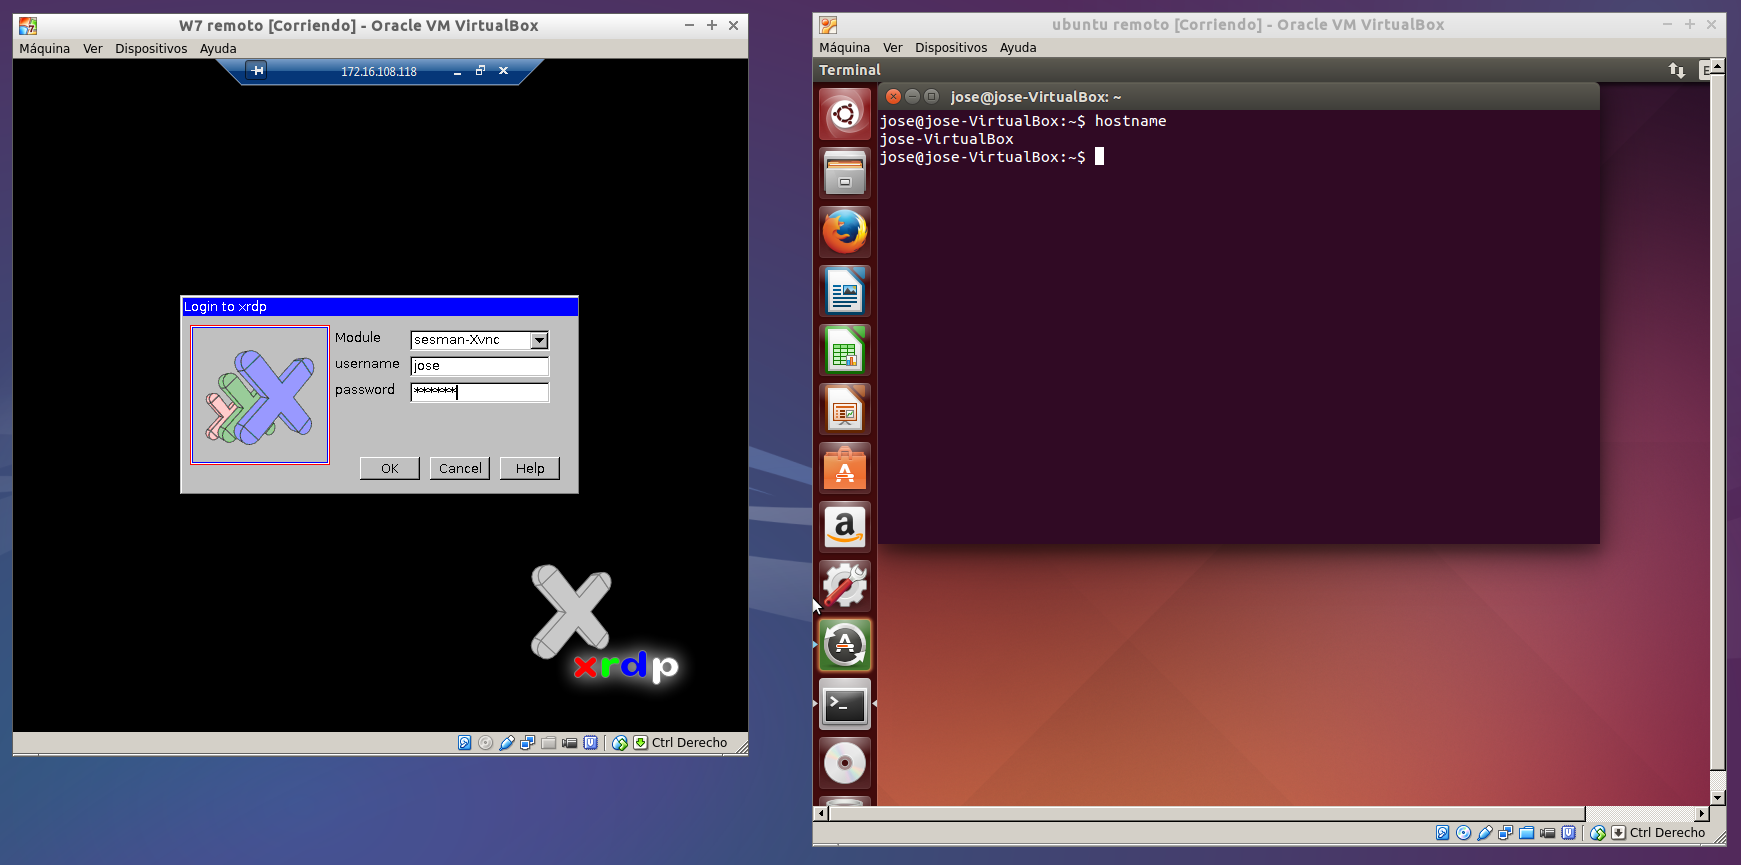 W7 remoto [Corriendo] - Oracle VM VirtualBox
Máquina Ver Dispositivos Ayuda
172.16.108.118
Login to xrdp
Module sesman-Xvnc
username jose
password ******
OK Cancel Help
xrdp
Ctrl Derecho
ubuntu remoto [Corriendo] - Oracle VM VirtualBox
Máquina Ver Dispositivos Ayuda
Terminal
jose@jose-VirtualBox: ~
jose@jose-VirtualBox:~$ hostname
jose-VirtualBox
jose@jose-VirtualBox:~$
Ctrl Derecho